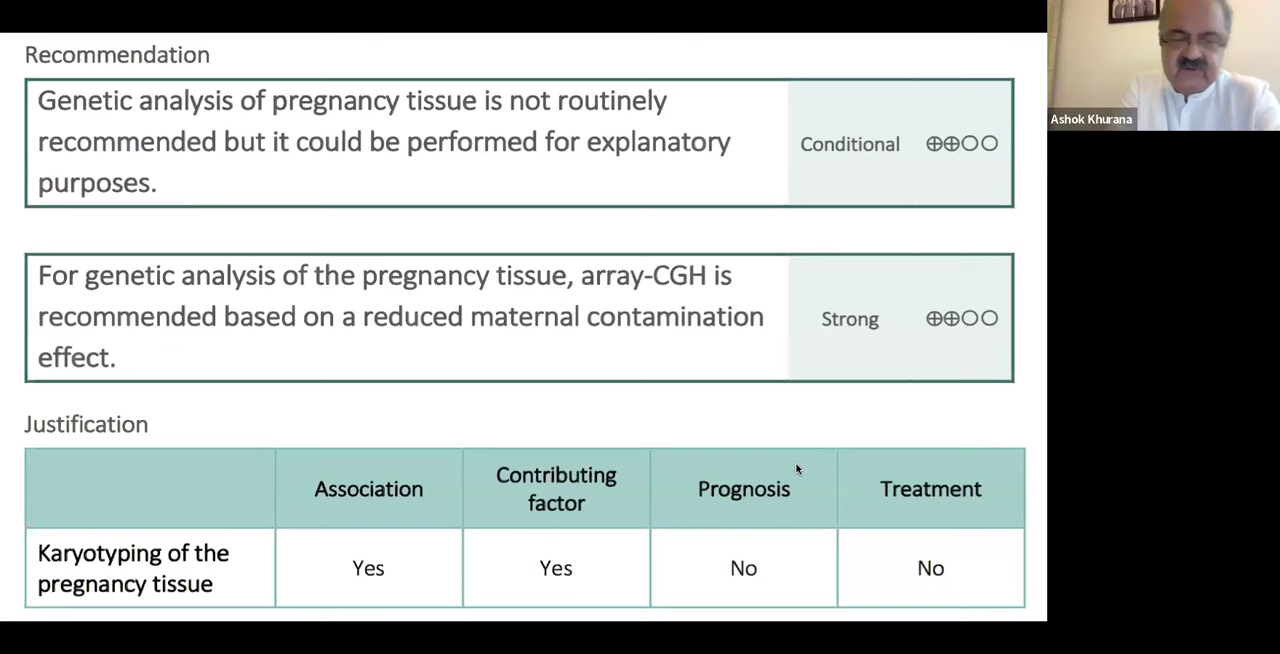 Recommendation
Genetic analysis of pregnancy tissue is not routinely
recommended but it could be performed for explanatory
purposes.
Conditional ⊕⊕○○
For genetic analysis of the pregnancy tissue, array-CGH is
recommended based on a reduced maternal contamination
effect.
Strong ⊕⊕○○
Justification
Association
Contributing
factor
Prognosis
Treatment
Karyotyping of the
pregnancy tissue
Yes
Yes
No
No
Ashok Khurana